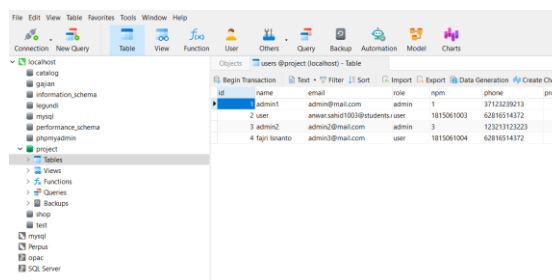 File Edit View Table Favorites Tools Window Help
Connection New Query Table View Function User Others Query Backup Automation Model Charts
localhost
catalog
gajian
information_schema
legundi
mysql
performance_schema
phpmyadmin
project
Tables
Views
Functions
Queries
Backups
shop
test
mysql
Perpus
opac
SQL Server
Objects users @project (localhost) - Table
Begin Transaction Text Filter Sort Import Export Data Generation Create Ch
id name email role npm phone pr
1 admin1 admin@mail.com admin 1 37123239213
2 user anwar.sahid1003@students.u user 1815061003 62816514372
3 admin2 admin2@mail.com admin 3 123213123223
4 fajri Isnanto admin3@mail.com user 1815061004 62816514372